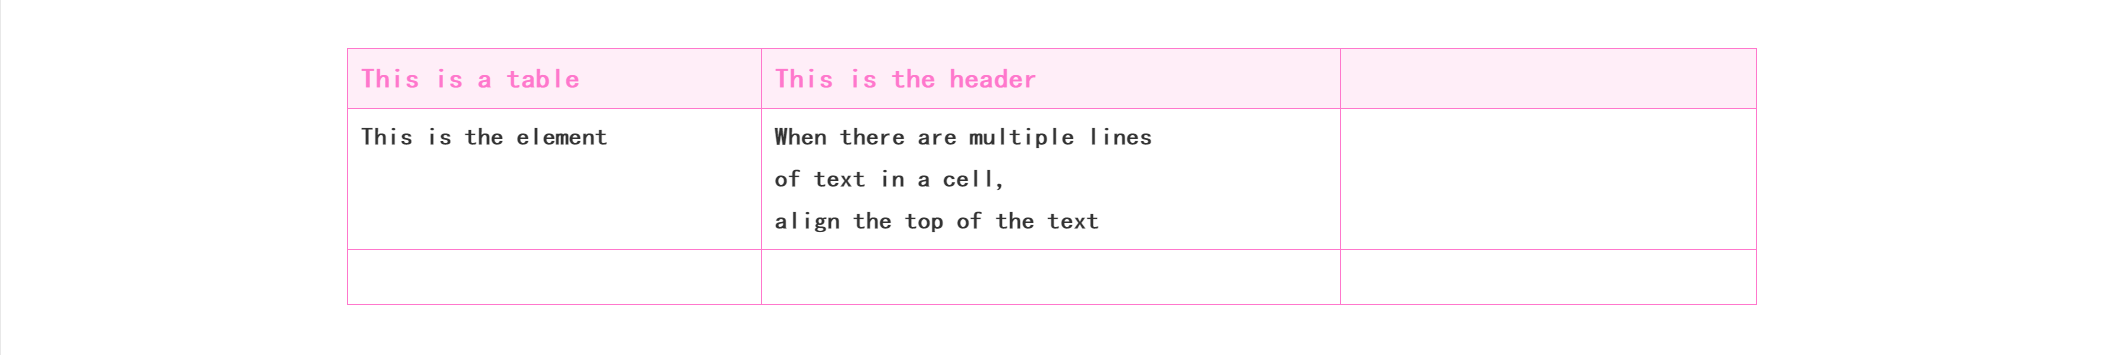 This is a table
This is the header
This is the element
When there are multiple lines
of text in a cell,
align the top of the text